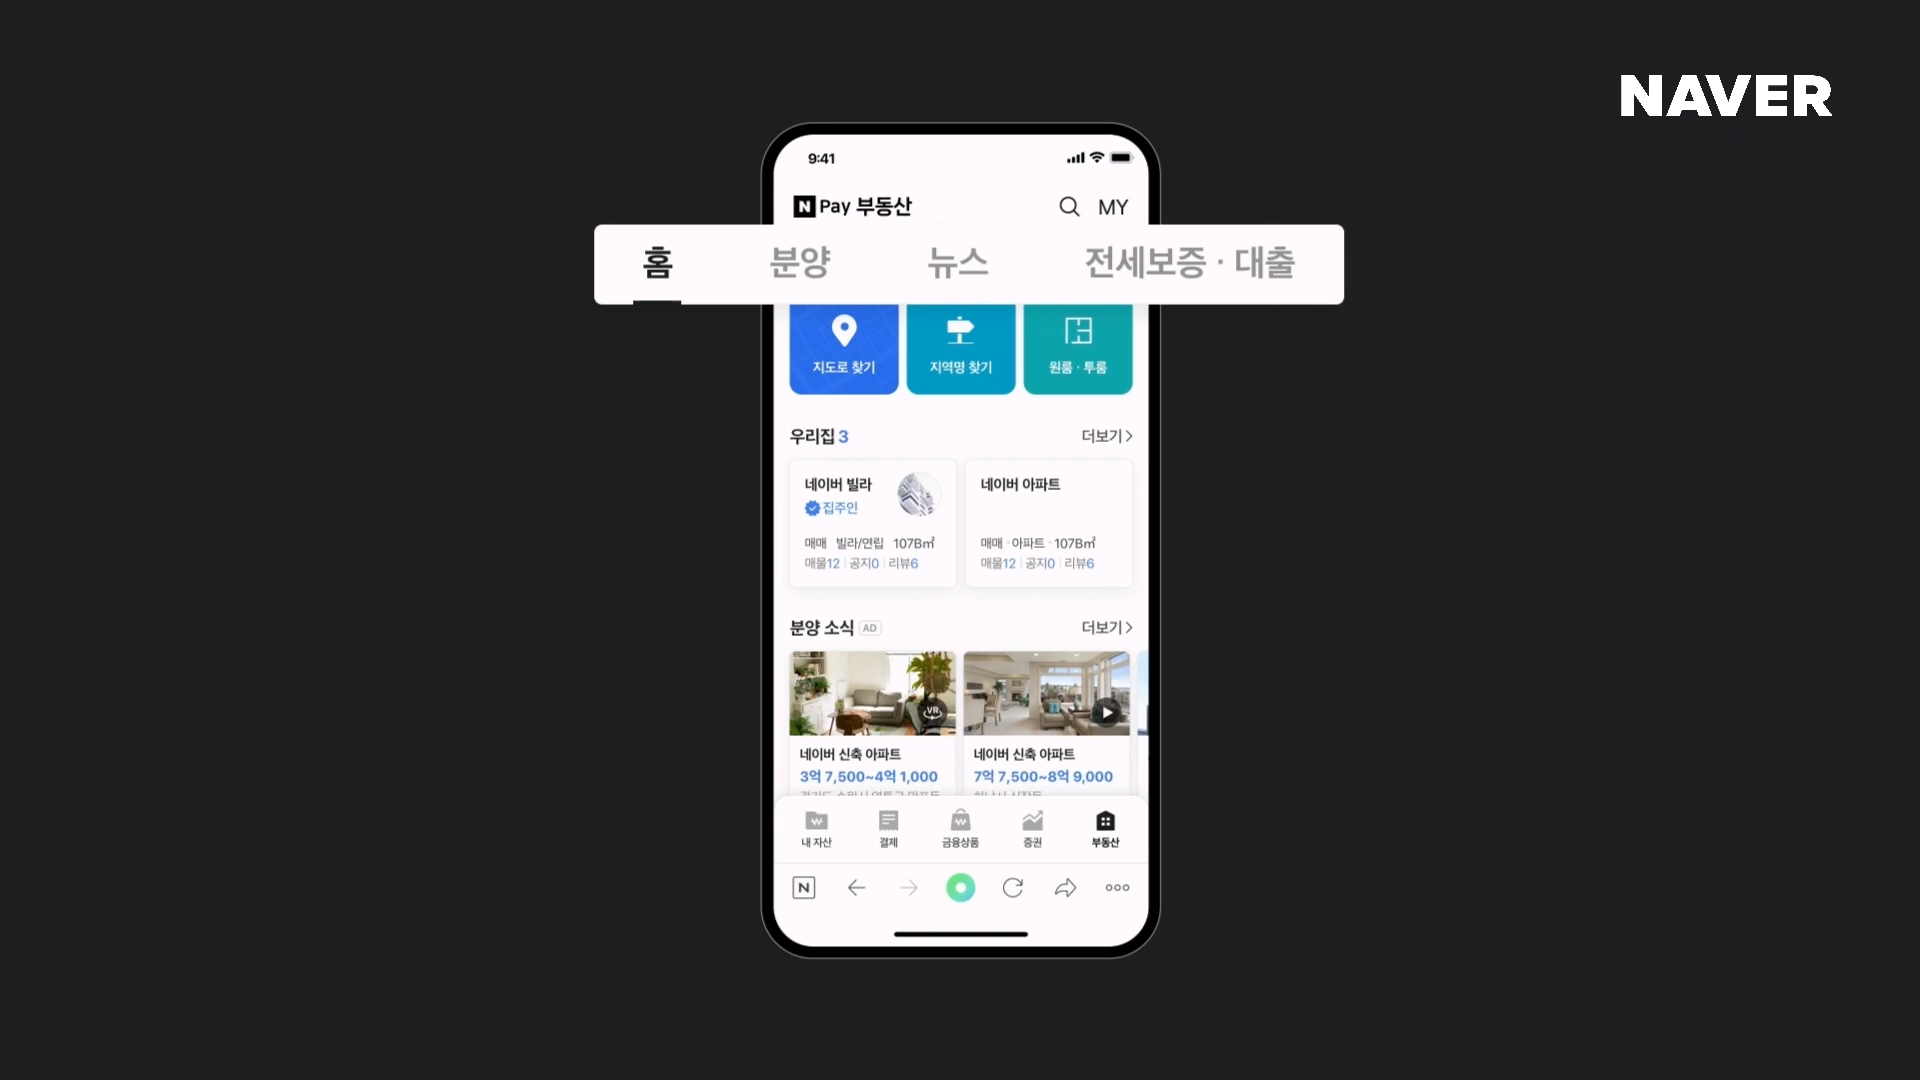 NAVER
9:41
N Pay 부동산
MY
홈 분양 뉴스 전세보증 · 대출
지도로 찾기 지역명 찾기 원룸 · 투룸
우리집 3 더보기
네이버 빌라 네이버 아파트
집주인
매매 빌라/연립 107B㎡ 매매 · 아파트 · 107B㎡
매물12 공지0 리뷰6 매물12 공지0 리뷰6
분양 소식 AD 더보기
VR
네이버 신축 아파트 네이버 신축 아파트
3억 7,500~4억 1,000 7억 7,500~8억 9,000
내 자산 결제 금융상품 증권 부동산
N